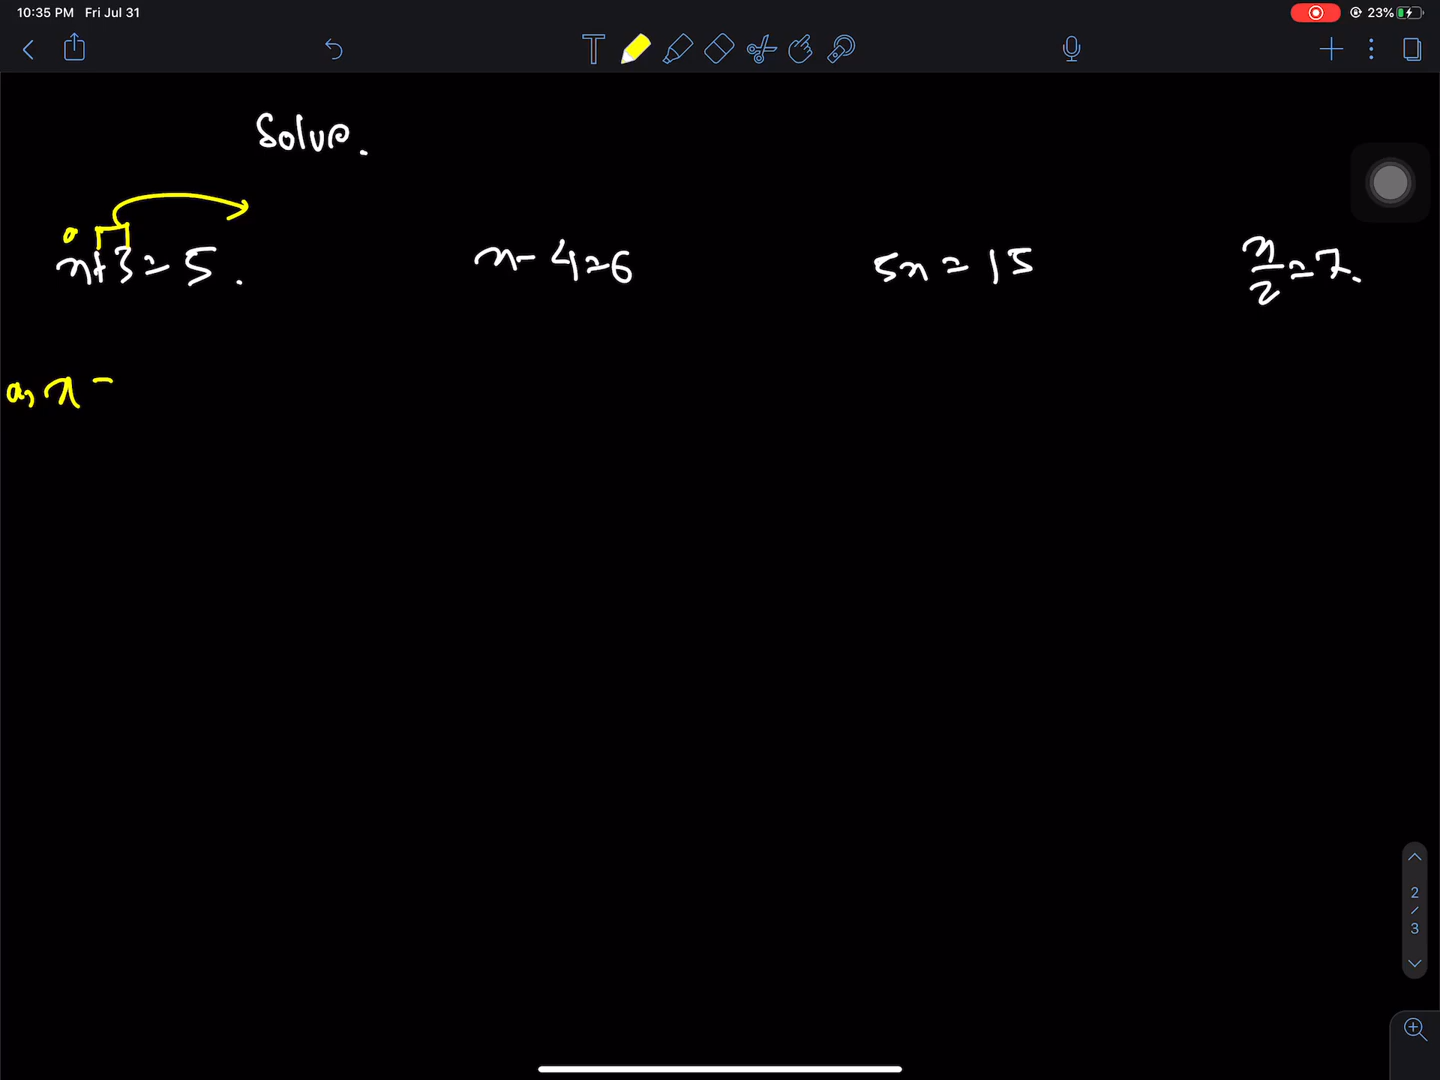 10:35 PM Fri Jul 31
23%
Solve.
x+3=5.
x-4=6
5x=15
x/2=7.
a, x =
2
/
3